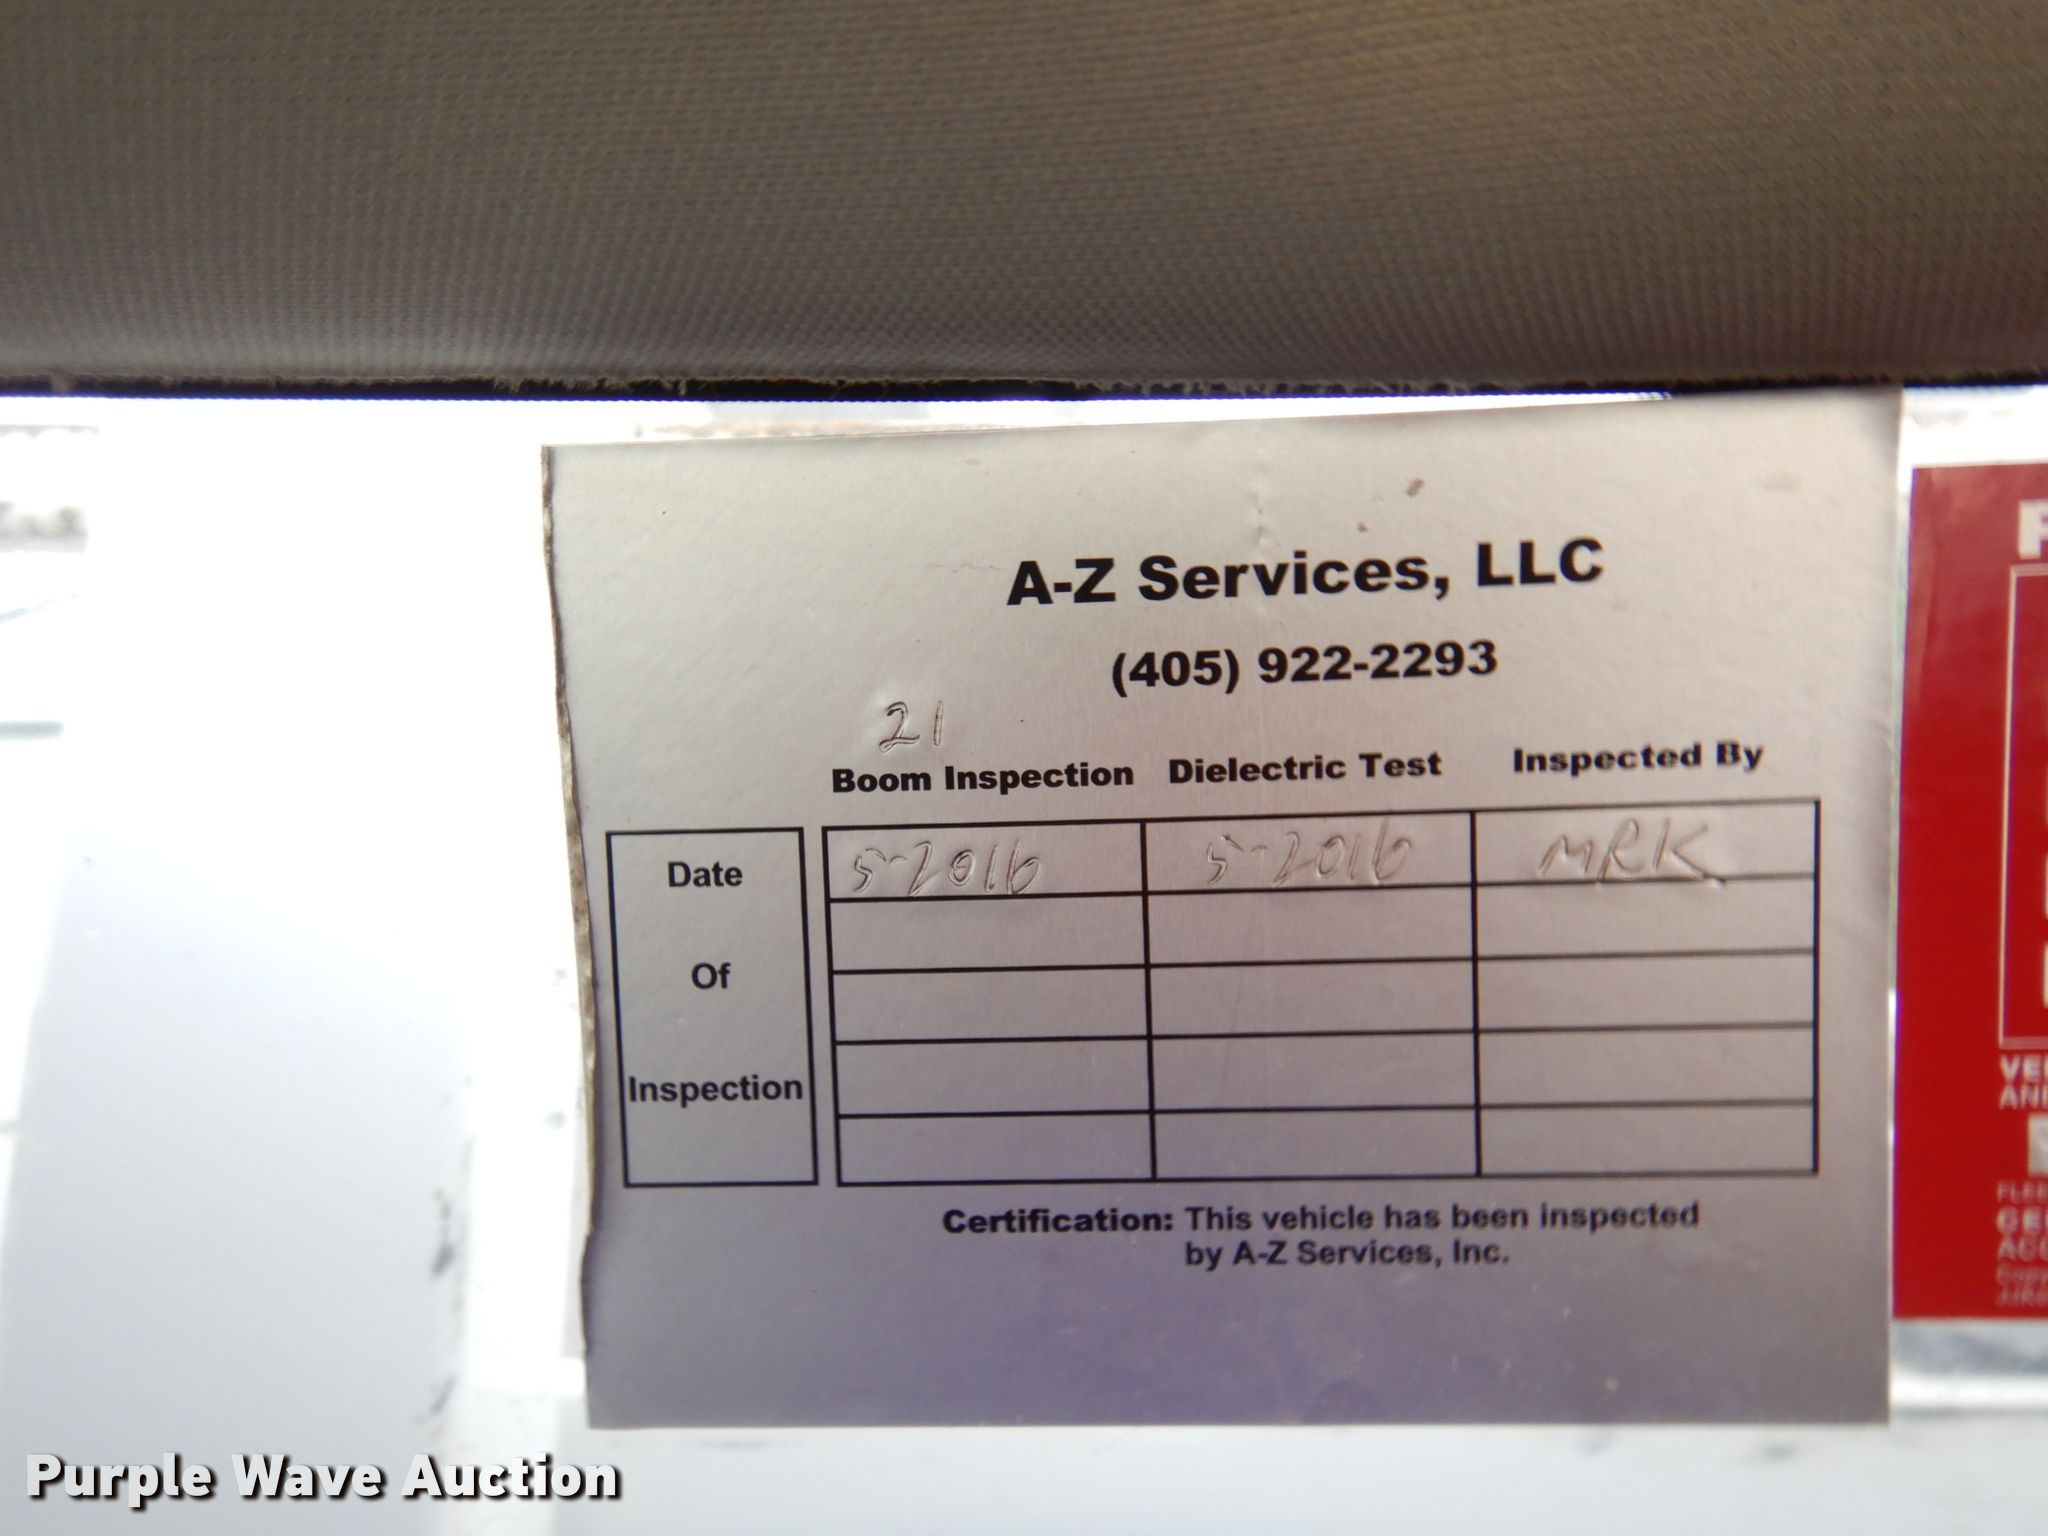 A-Z Services, LLC
(405) 922-2293
21
Boom Inspection Dielectric Test Inspected By
Date 5-2016 5-2016 MRK
Of
Inspection
Certification: This vehicle has been inspected
by A-Z Services, Inc.
Purple Wave Auction